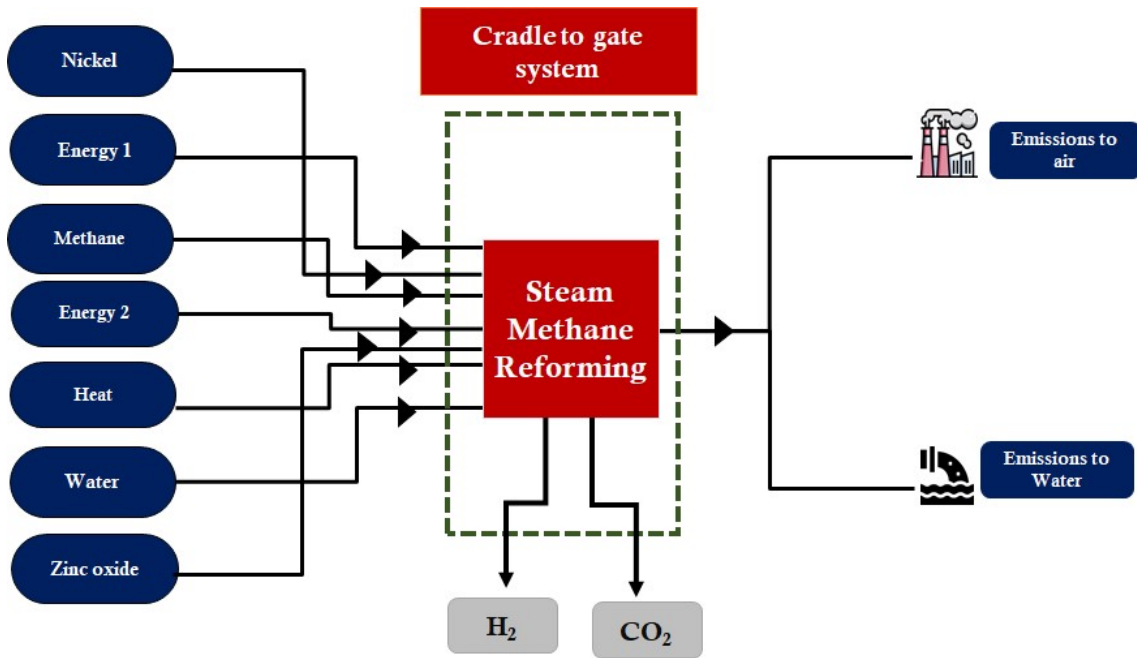 Cradle to gate
system
Nickel
Energy 1
Methane
Energy 2
Heat
Water
Zinc oxide
Steam
Methane
Reforming
H₂
CO₂
Emissions to
air
Emissions to
Water